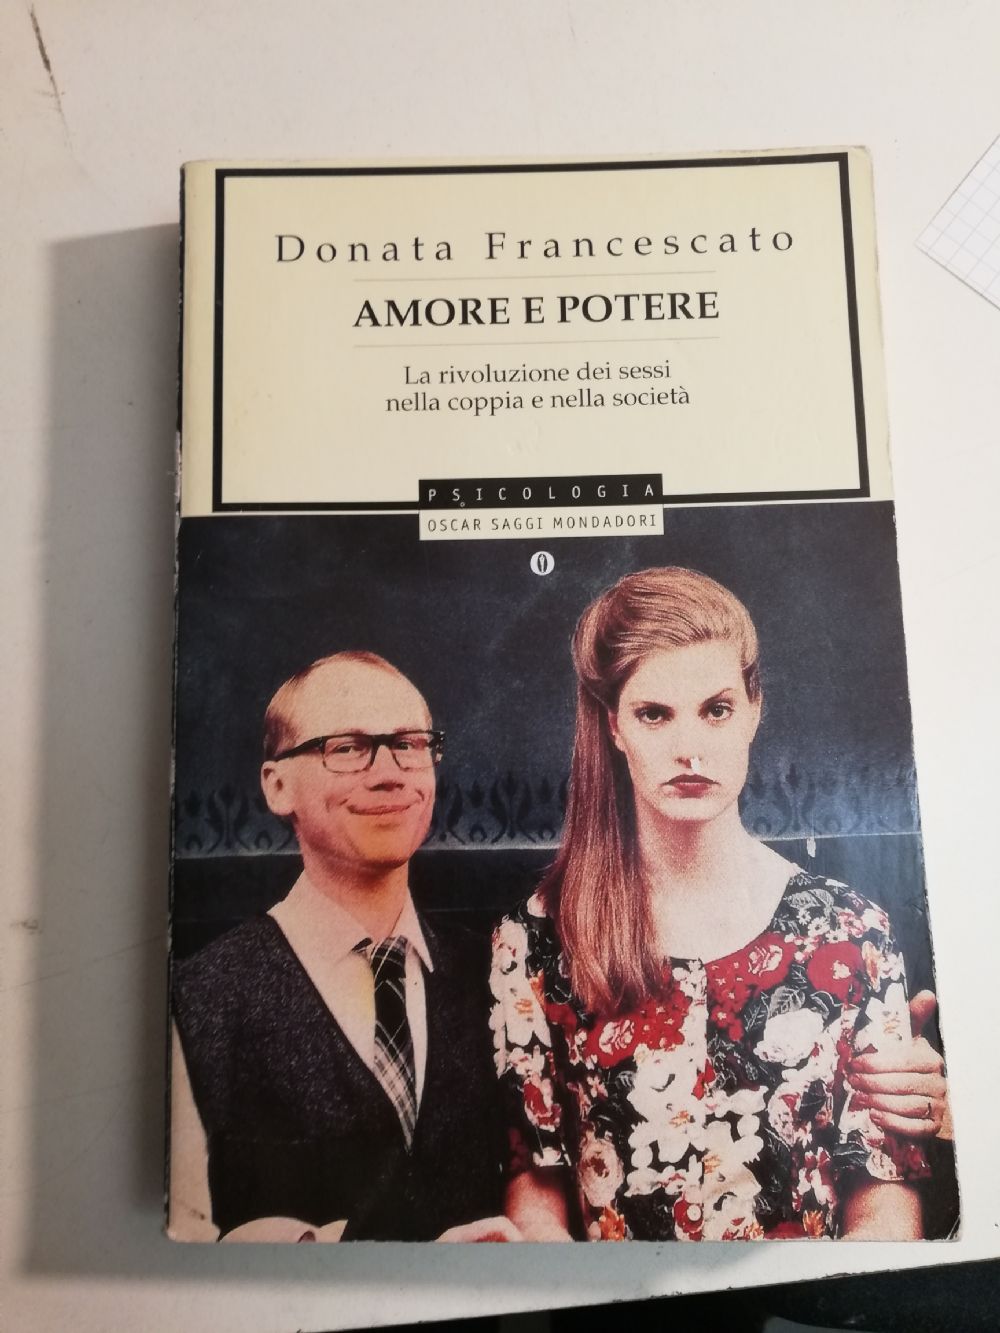 Donata Francescato
AMORE E POTERE
La rivoluzione dei sessi
nella coppia e nella società
PSICOLOGIA
OSCAR SAGGI MONDADORI